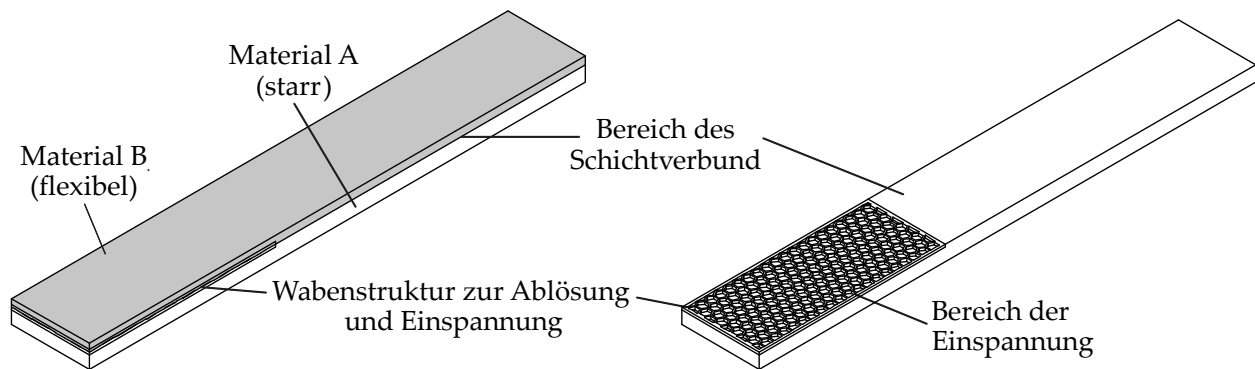 Material A
(starr)
Material B
(flexibel)
Bereich des
Schichtverbund
Wabenstruktur zur Ablösung
und Einspannung
Bereich der
Einspannung